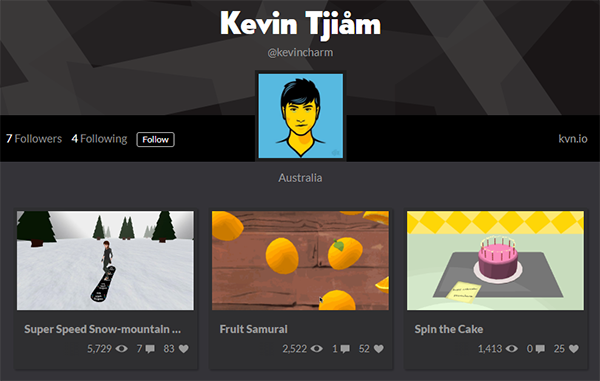 Kevin Tjiåm
@kevincharm
7 Followers 4 Following Follow
kvn.io
Australia
Super Speed Snow-mountain ...
5,729 7 83
Fruit Samurai
2,522 1 52
Spin the Cake
1,413 0 25